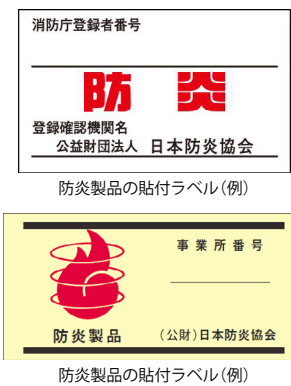 消防庁登録者番号
防炎
登録確認機関名
公益財団法人 日本防炎協会
防炎製品の貼付ラベル（例）
事業所番号
防炎製品
（公財）日本防炎協会
防炎製品の貼付ラベル（例）